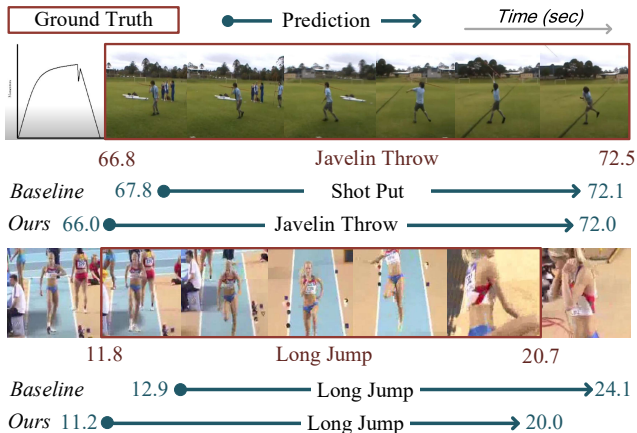 Ground Truth Prediction Time (sec)
66.8 Javelin Throw 72.5
Baseline 67.8 Shot Put 72.1
Ours 66.0 Javelin Throw 72.0
11.8 Long Jump 20.7
Baseline 12.9 Long Jump 24.1
Ours 11.2 Long Jump 20.0